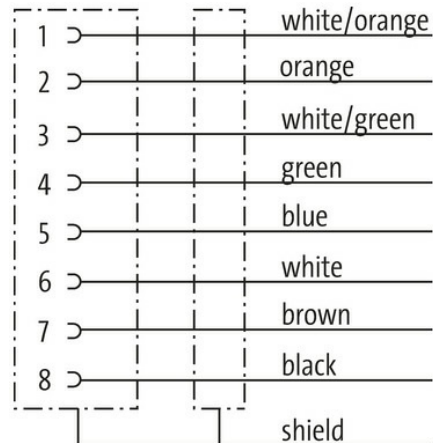 1 white/orange
2 orange
3 white/green
4 green
5 blue
6 white
7 brown
8 black
shield